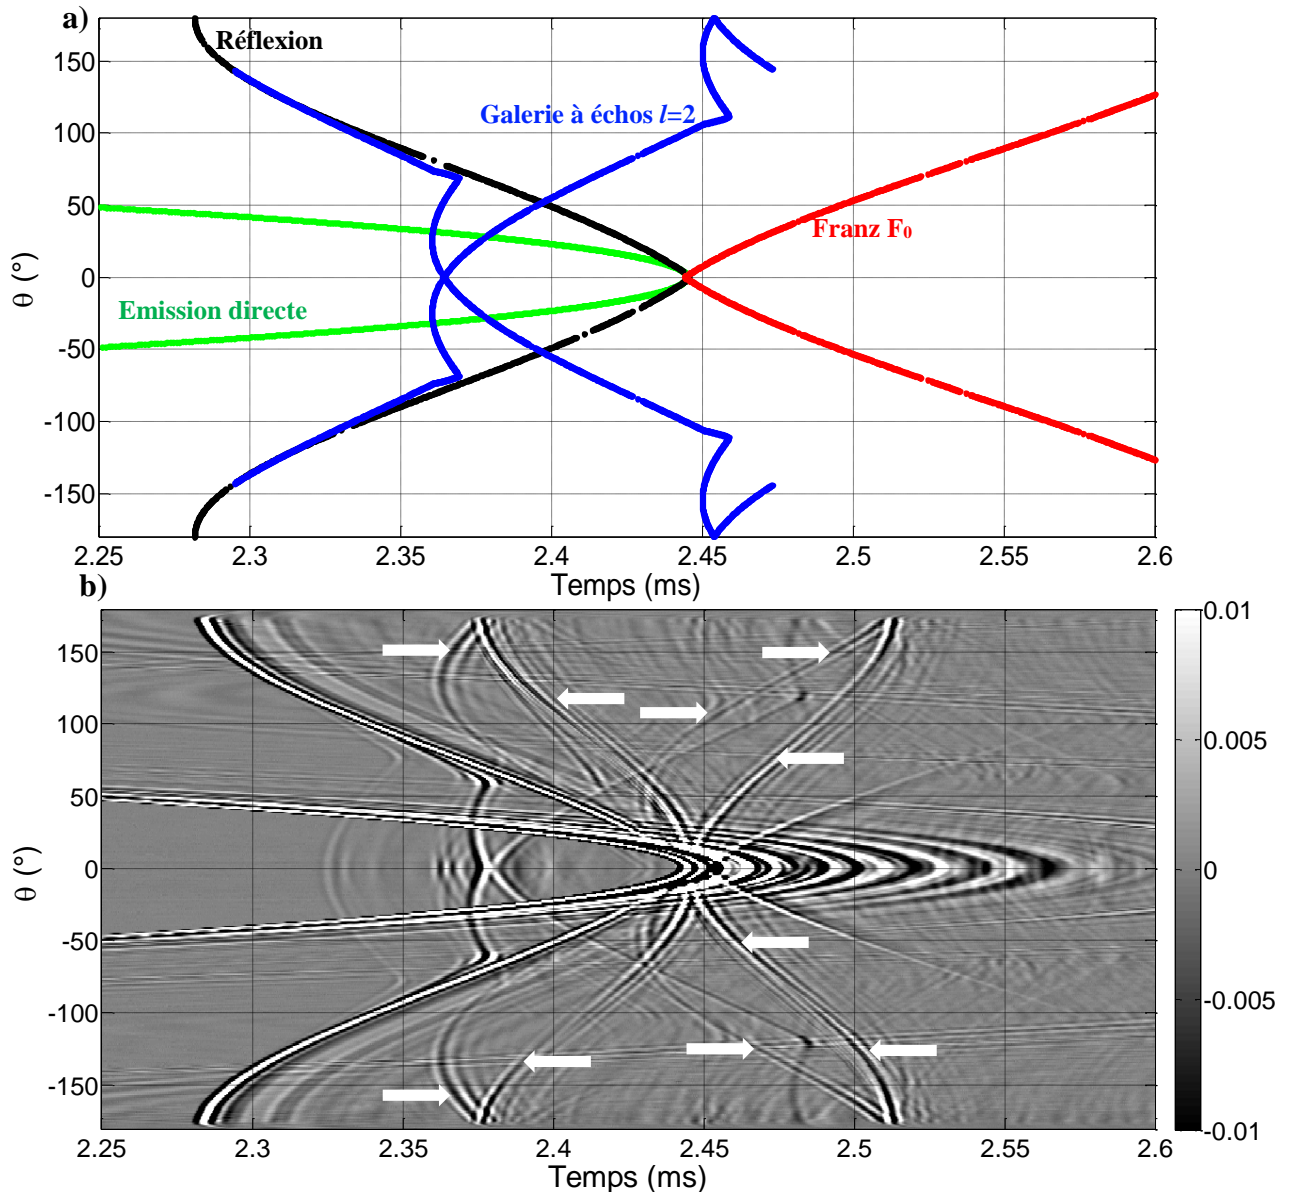 a)
Réflexion
Galerie à échos l=2
Franz F0
Emission directe
θ (°)
150
100
50
0
-50
-100
-150
2.25 2.3 2.35 2.4 2.45 2.5 2.55 2.6
Temps (ms)
b)
θ (°)
150
100
50
0
-50
-100
-150
2.25 2.3 2.35 2.4 2.45 2.5 2.55 2.6
Temps (ms)
0.01
0.005
0
-0.005
-0.01